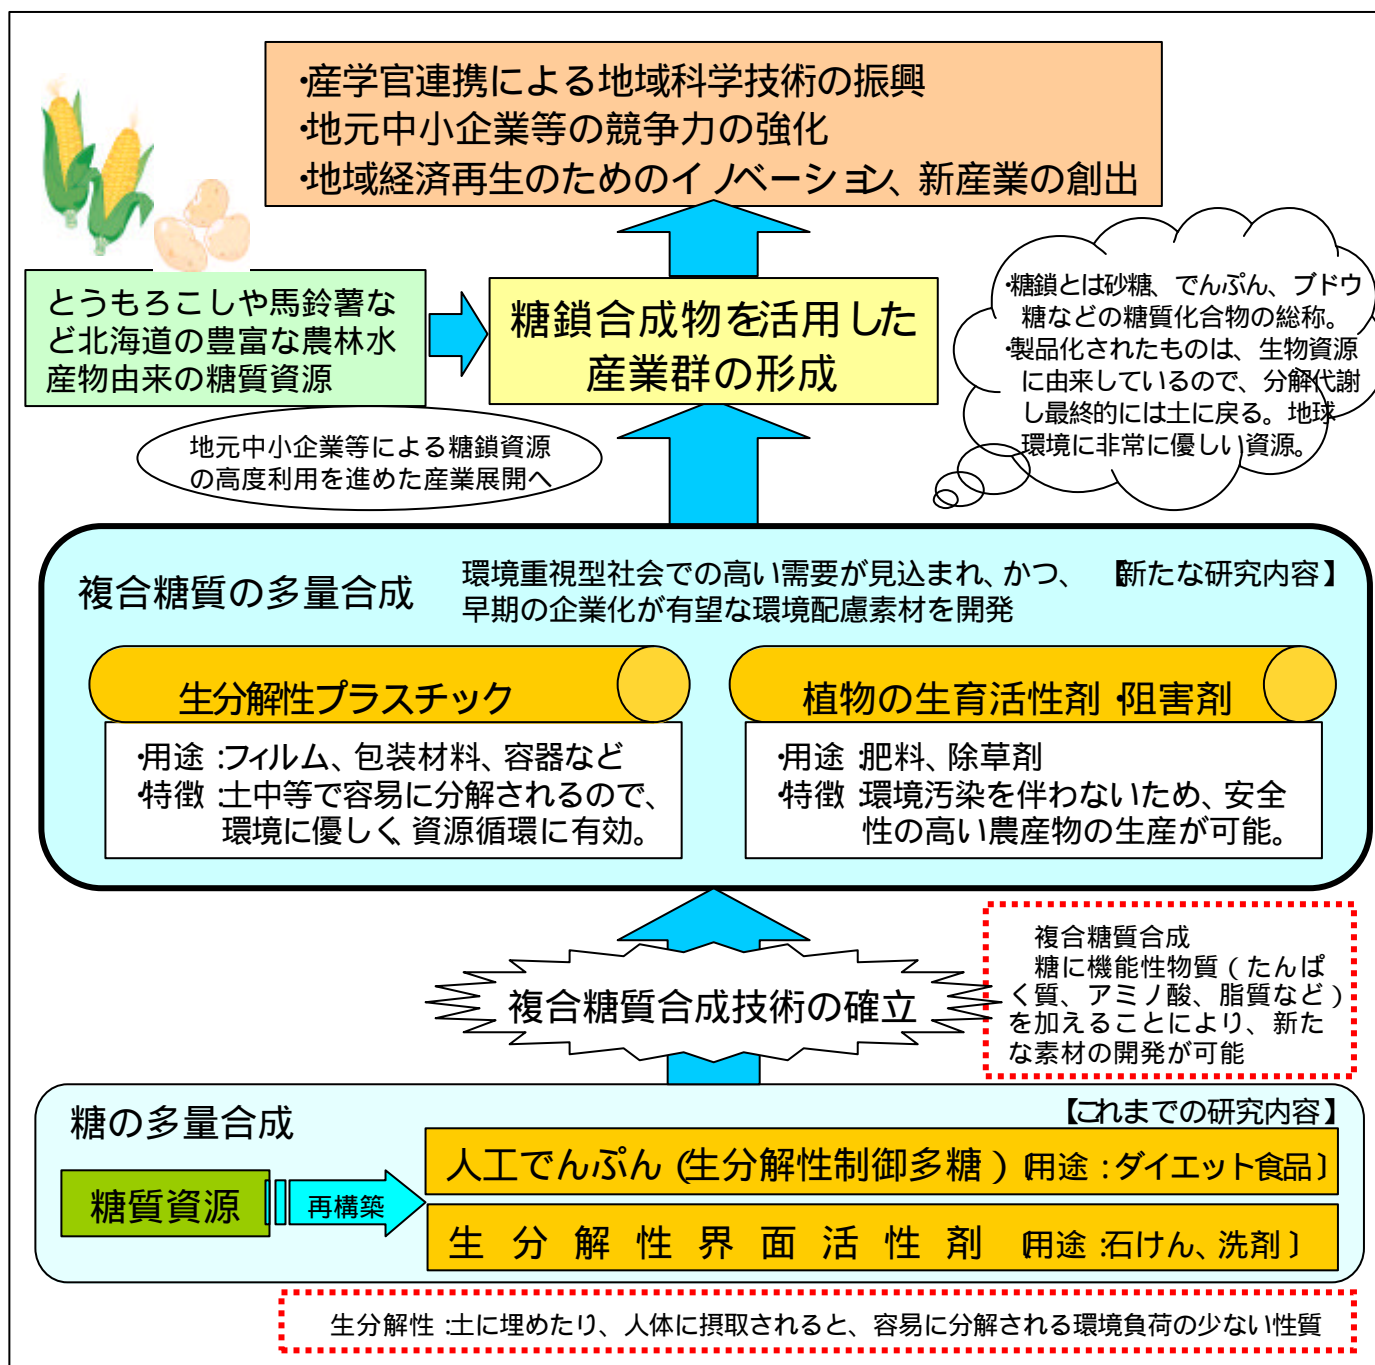 ・産学官連携による地域科学技術の振興
・地元中小企業等の競争力の強化
・地域経済再生のためのイノベーション、新産業の創出
とうもろこしや馬鈴薯な
ど北海道の豊富な農林水
産物由来の糖質資源
糖鎖合成物を活用した
産業群の形成
・糖鎖とは砂糖、でんぷん、ブドウ
糖などの糖質化合物の総称。
・製品化されたものは、生物資源
に由来しているので、分解代謝
し最終的には土に戻る。地球
環境に非常に優しい資源。
地元中小企業等による糖鎖資源
の高度利用を進めた産業展開へ
複合糖質の多量合成
環境重視型社会での高い需要が見込まれ、かつ、
早期の企業化が有望な環境配慮素材を開発
【新たな研究内容】
生分解性プラスチック
・用途：フィルム、包装材料、容器など
・特徴：土中等で容易に分解されるので、
環境に優しく、資源循環に有効。
植物の生育活性剤・阻害剤
・用途：肥料、除草剤
・特徴：環境汚染を伴わないため、安全
性の高い農産物の生産が可能。
複合糖質合成技術の確立
複合糖質合成
糖に機能性物質（たんぱ
く質、アミノ酸、脂質など）
を加えることにより、新た
な素材の開発が可能
糖の多量合成
【これまでの研究内容】
糖質資源
再構築
人工でんぷん（生分解性制御多糖）〔用途：ダイエット食品〕
生分解性界面活性剤〔用途：石けん、洗剤〕
生分解性：土に埋めたり、人体に摂取されると、容易に分解される環境負荷の少ない性質